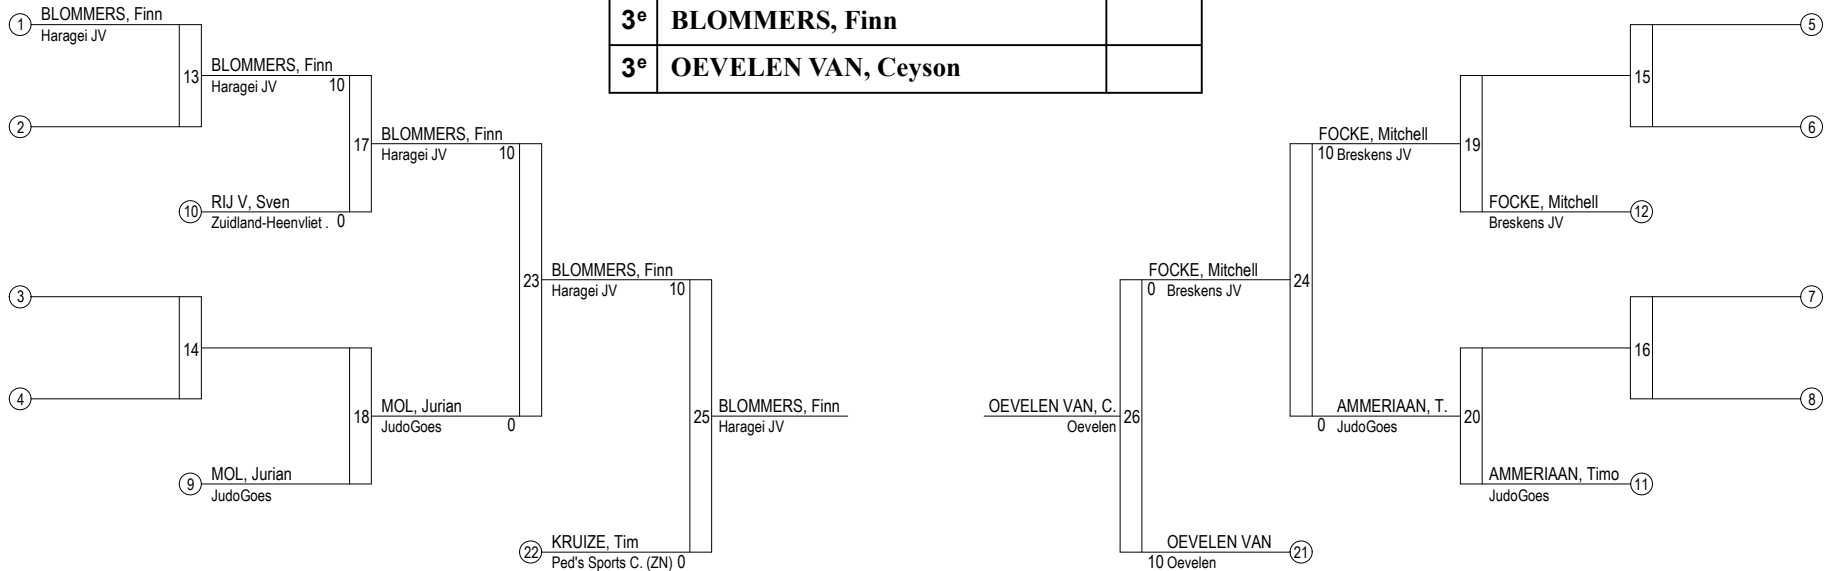 3e BLOMMERS, Finn
3e OEVELEN VAN, Ceyson
1 BLOMMERS, Finn
Haragei JV
13 BLOMMERS, Finn
Haragei JV 10
2
17 BLOMMERS, Finn
Haragei JV 10
10 RIJ V, Sven
Zuidland-Heenvliet . 0
23 BLOMMERS, Finn
Haragei JV 10
3
14
4
18 MOL, Jurian
JudoGoes 0
9 MOL, Jurian
JudoGoes
25 BLOMMERS, Finn
Haragei JV
22 KRUIZE, Tim
Ped's Sports C. (ZN) 0
5
15
6
FOCKE, Mitchell 19
10 Breskens JV
FOCKE, Mitchell 12
Breskens JV
FOCKE, Mitchell 24
0 Breskens JV
7
16
8
OEVELEN VAN, C. 26
Oevelen
AMMERIAAN, T. 20
0 JudoGoes
AMMERIAAN, Timo 11
JudoGoes
OEVELEN VAN 21
10 Oevelen